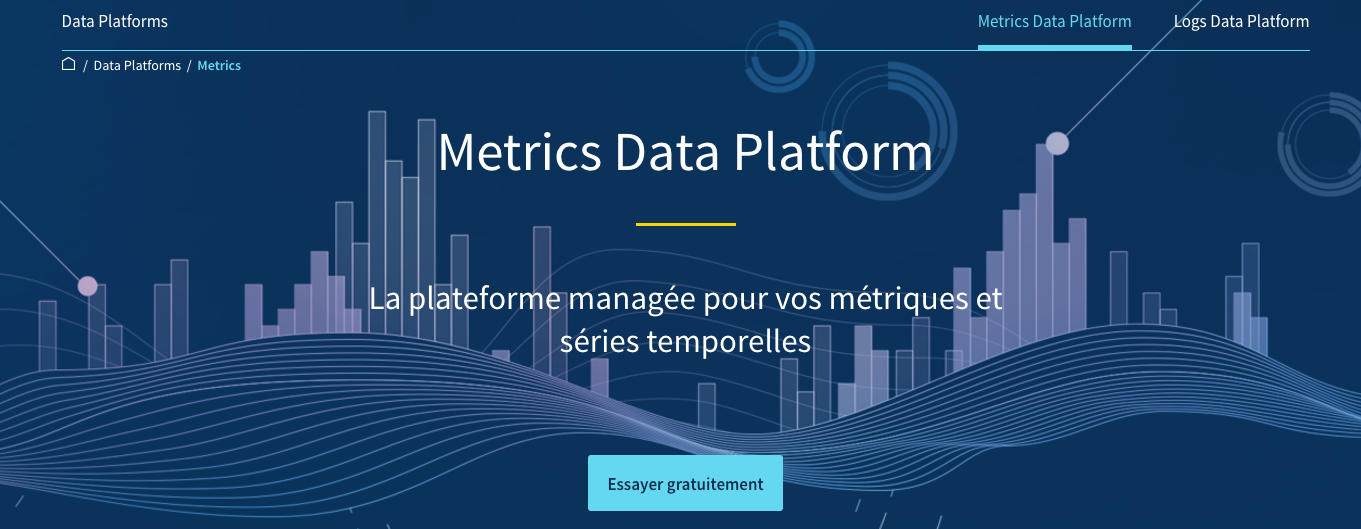 Data Platforms
Metrics Data Platform
Logs Data Platform
/ Data Platforms / Metrics
Metrics Data Platform
La plateforme managée pour vos métriques et
séries temporelles
Essayer gratuitement